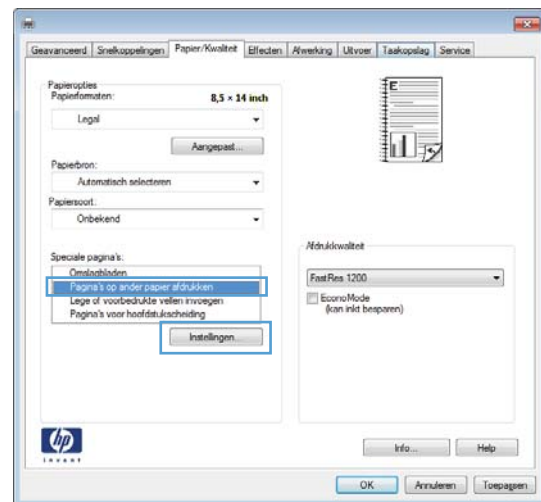 Geavanceerd Snelkoppelingen Papier/Kwaliteit Effecten Afwerking Uitvoer Taakopslag Service
Papieropties
Papierformaten: 8,5 × 14 inch
Legal
Aangepast...
Papierbron:
Automatisch selecteren
Papiersoort:
Onbekend
Speciale pagina's:
Omslagbladen
Pagina's op ander papier afdrukken
Lege of voorbedrukte vellen invoegen
Pagina's voor hoofdstukscheiding
Instellingen...
E
Afdrukkwaliteit
FastRes 1200
EconoMode
(kan inkt besparen)
hp
invent
Info... Help
OK Annuleren Toepassen